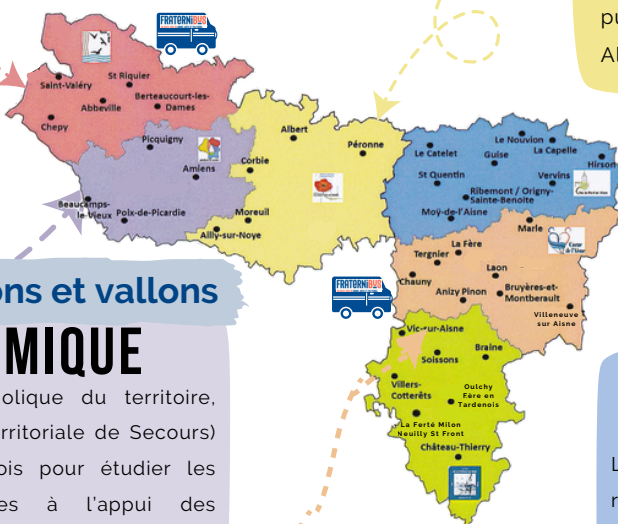 pu
Al
FRATERNiBUS
Saint-Valéry
St Riquier
Abbeville
Berteaucourt-les-
Dames
Chepy
Picquigny
Amiens
Beaucamps-
le-Vieux
Poix-de-Picardie
Albert
Péronne
Corbie
Moreuil
Ailly-sur-Noye
Le Catelet
Le Nouvion
La Capelle
Guise
Hirson
St Quentin
Vervins
Ribemont / Origny-
Sainte-Benoite
Moÿ-de-l'Aisne
Marle
La Fère
Tergnier
Laon
Chauny
Anizy Pinon
Bruyères-et-
Montberault
Villeneuve
sur Aisne
FRATERNiBUS
Vic-sur-Aisne
Soissons
Braine
Villers-
Cotterêts
Oulchy
Fère en
Tardenois
La Ferté Milon
Neuilly St Front
Château-Thierry
ons et vallons
MIQUE
olique du territoire,
rritoriale de Secours)
ois pour étudier les
es à l'appui des
L
r